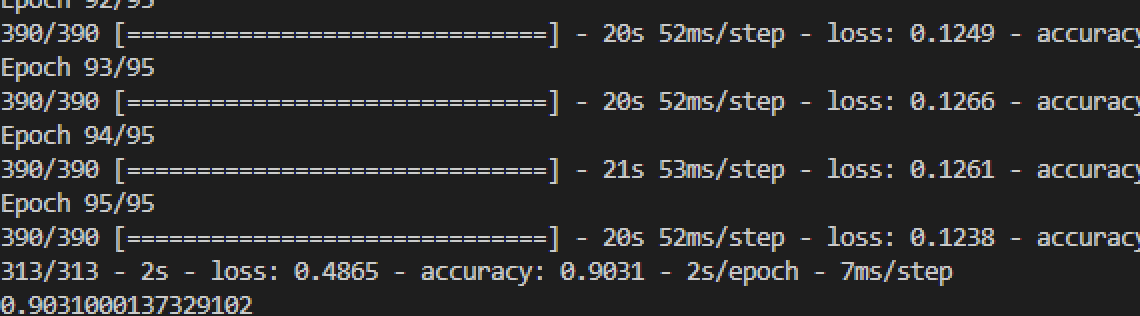 Epoch 92/95
390/390 [==============================] - 20s 52ms/step - loss: 0.1249 - accuracy
Epoch 93/95
390/390 [==============================] - 20s 52ms/step - loss: 0.1266 - accuracy
Epoch 94/95
390/390 [==============================] - 21s 53ms/step - loss: 0.1261 - accuracy
Epoch 95/95
390/390 [==============================] - 20s 52ms/step - loss: 0.1238 - accuracy
313/313 - 2s - loss: 0.4865 - accuracy: 0.9031 - 2s/epoch - 7ms/step
0.9031000137329102